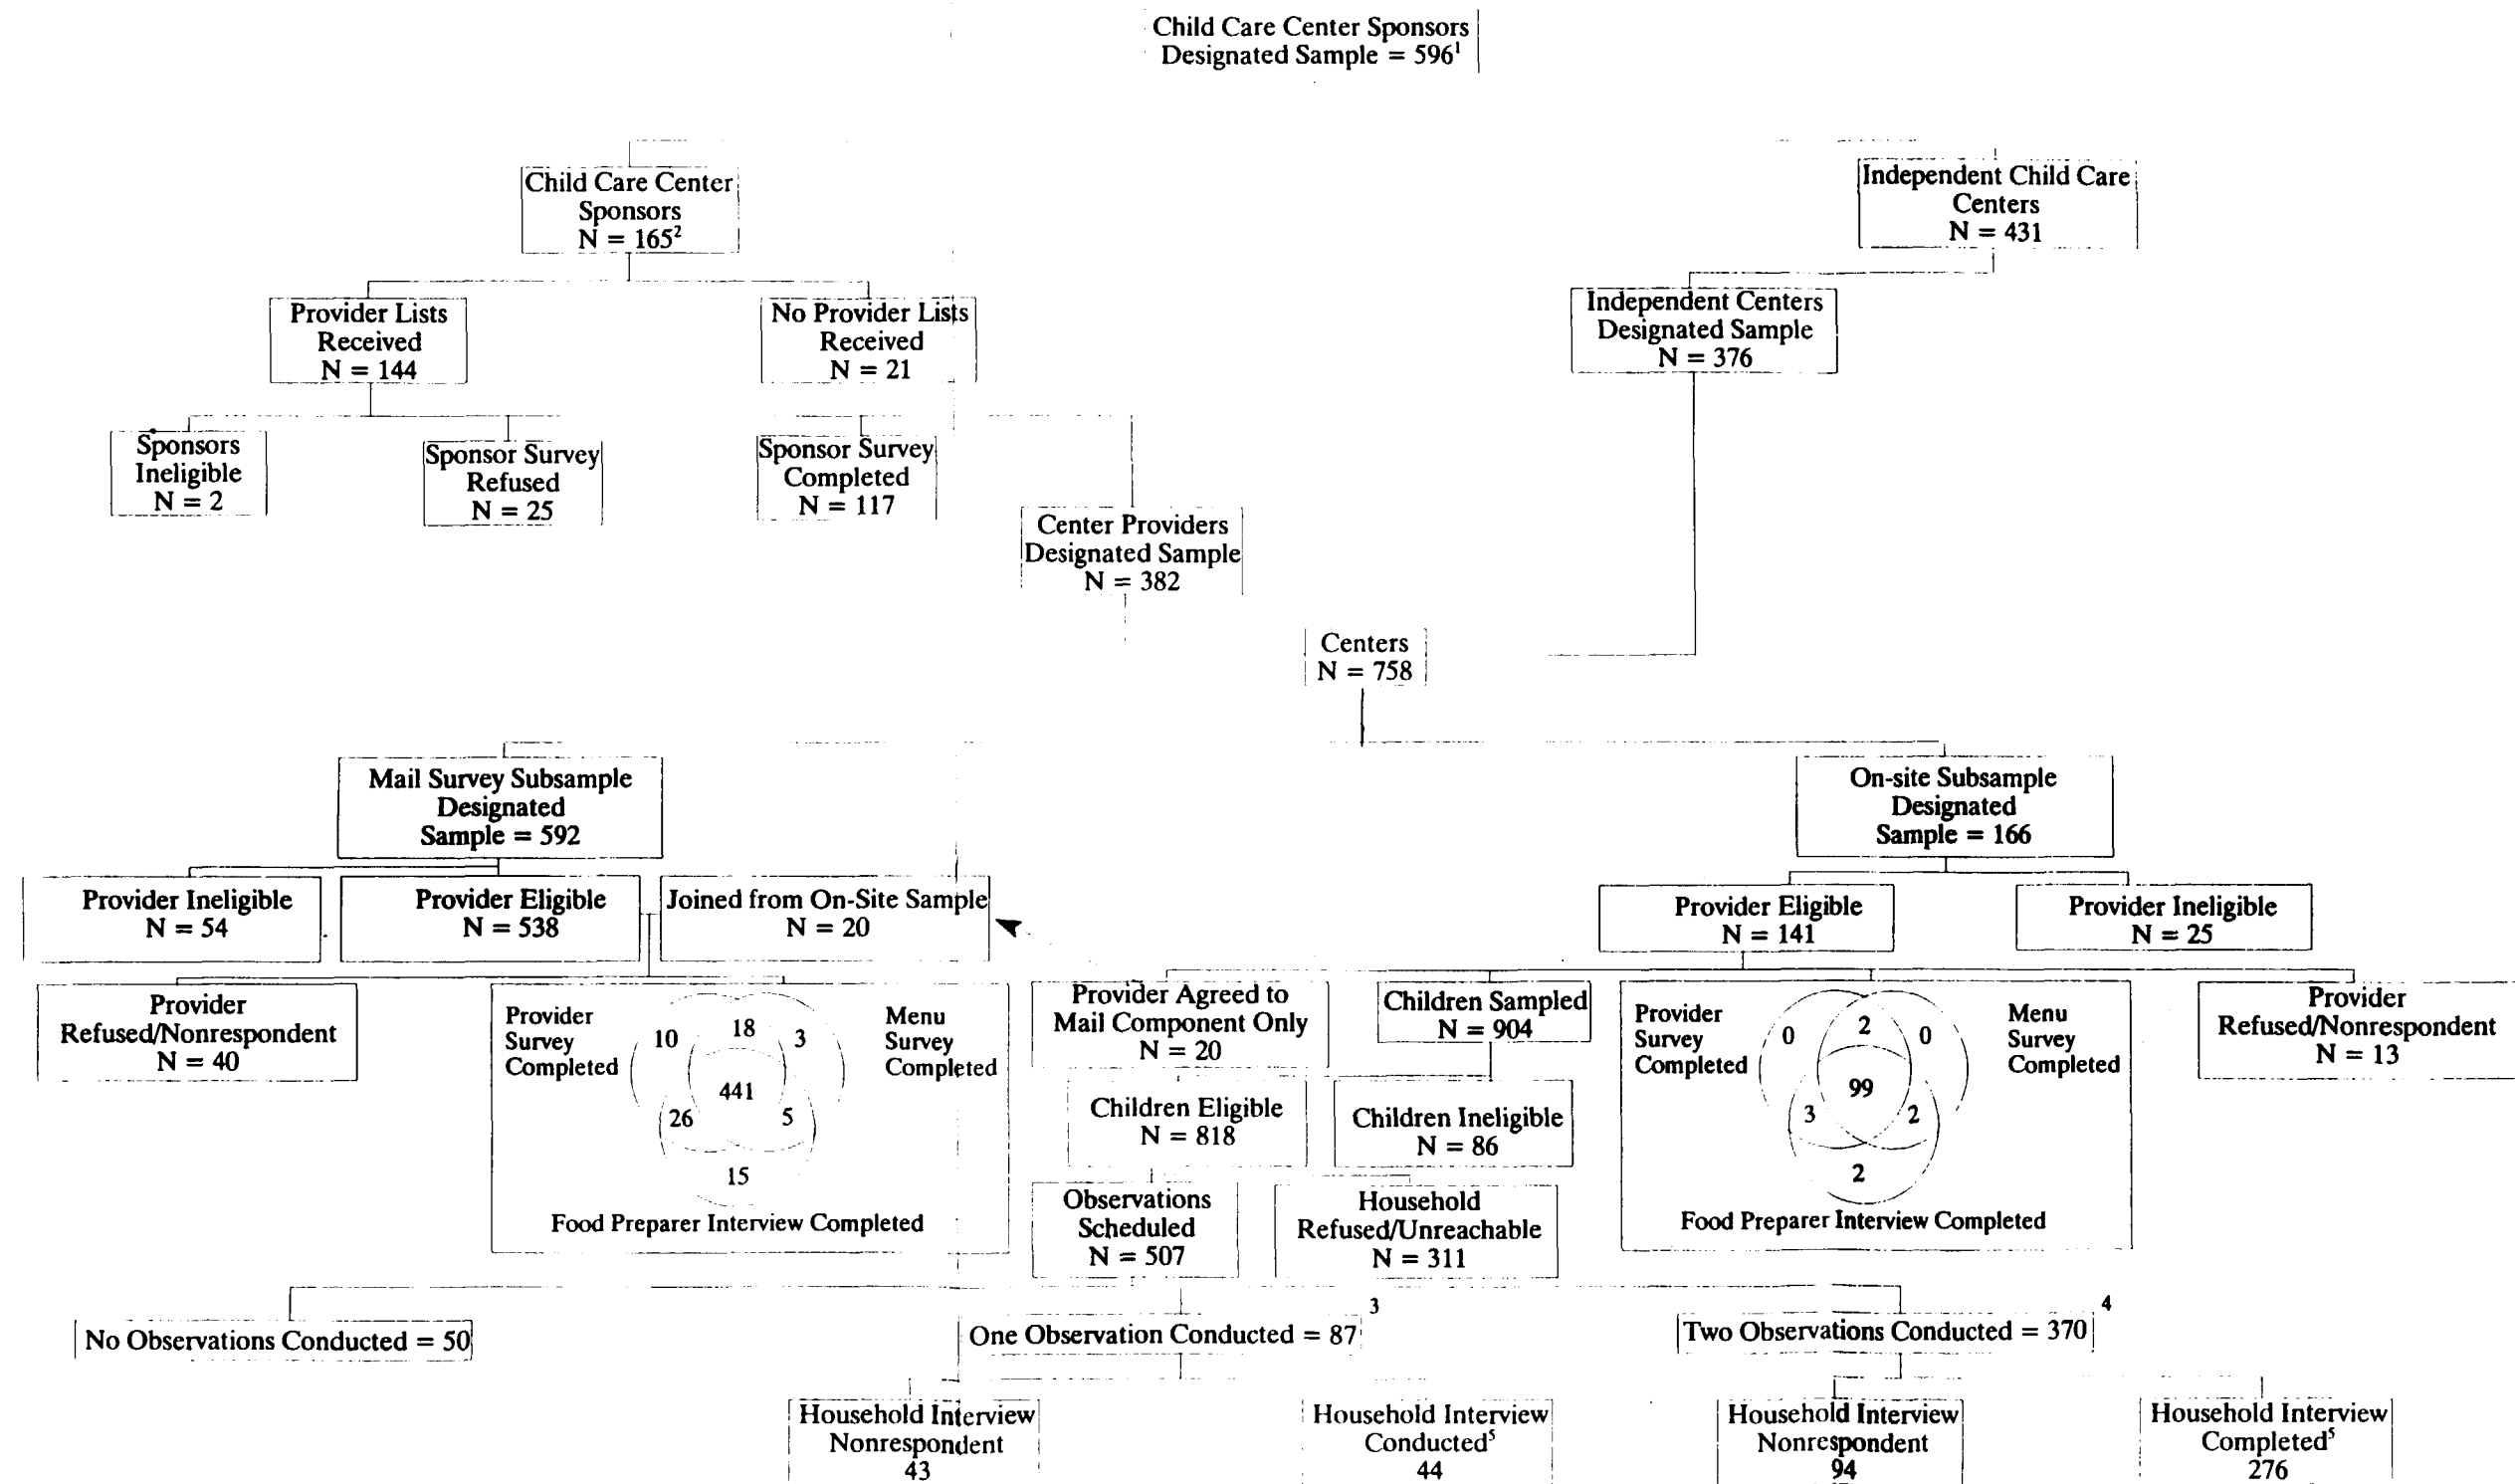 Child Care Center Sponsors
Designated Sample = 596¹
Child Care Center
Sponsors
N = 165²
Independent Child Care
Centers
N = 431
Provider Lists
Received
N = 144
No Provider Lists
Received
N = 21
Independent Centers
Designated Sample
N = 376
Sponsors
Ineligible
N = 2
Sponsor Survey
Refused
N = 25
Sponsor Survey
Completed
N = 117
Center Providers
Designated Sample
N = 382
Centers
N = 758
Mail Survey Subsample
Designated
Sample = 592
On-site Subsample
Designated
Sample = 166
Provider Ineligible
N = 54
Provider Eligible
N = 538
Joined from On-Site Sample
N = 20
Provider Eligible
N = 141
Provider Ineligible
N = 25
Provider
Refused/Nonrespondent
N = 40
Provider
Survey
Completed
10
18
3
441
26
5
15
Menu
Survey
Completed
Food Preparer Interview Completed
Provider Agreed to
Mail Component Only
N = 20
Children Sampled
N = 904
Children Eligible
N = 818
Children Ineligible
N = 86
Observations
Scheduled
N = 507
Household
Refused/Unreachable
N = 311
Provider
Survey
Completed
0
2
0
99
3
2
2
Menu
Survey
Completed
Food Preparer Interview Completed
Provider
Refused/Nonrespondent
N = 13
No Observations Conducted = 50
One Observation Conducted = 87
3
Two Observations Conducted = 370
4
Household Interview
Nonrespondent
43
Household Interview
Conducted⁵
44
Household Interview
Nonrespondent
94
Household Interview
Completed⁵
276